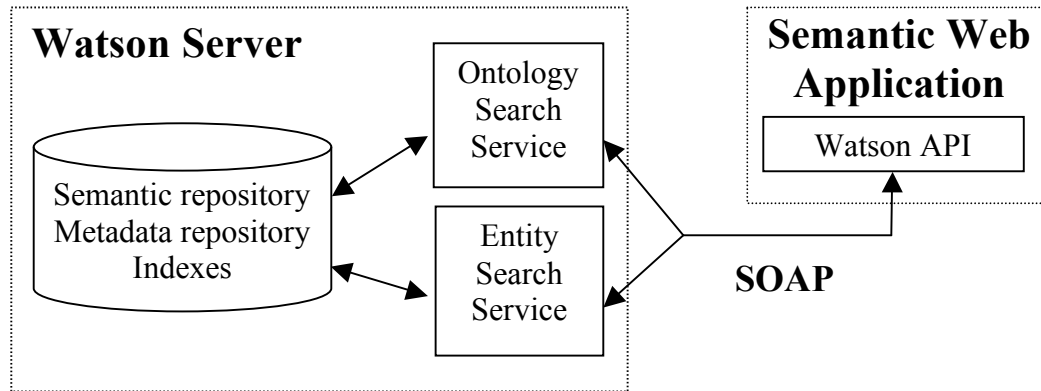 Watson Server
Semantic repository
Metadata repository
Indexes
Ontology
Search
Service
Entity
Search
Service
SOAP
Semantic Web
Application
Watson API